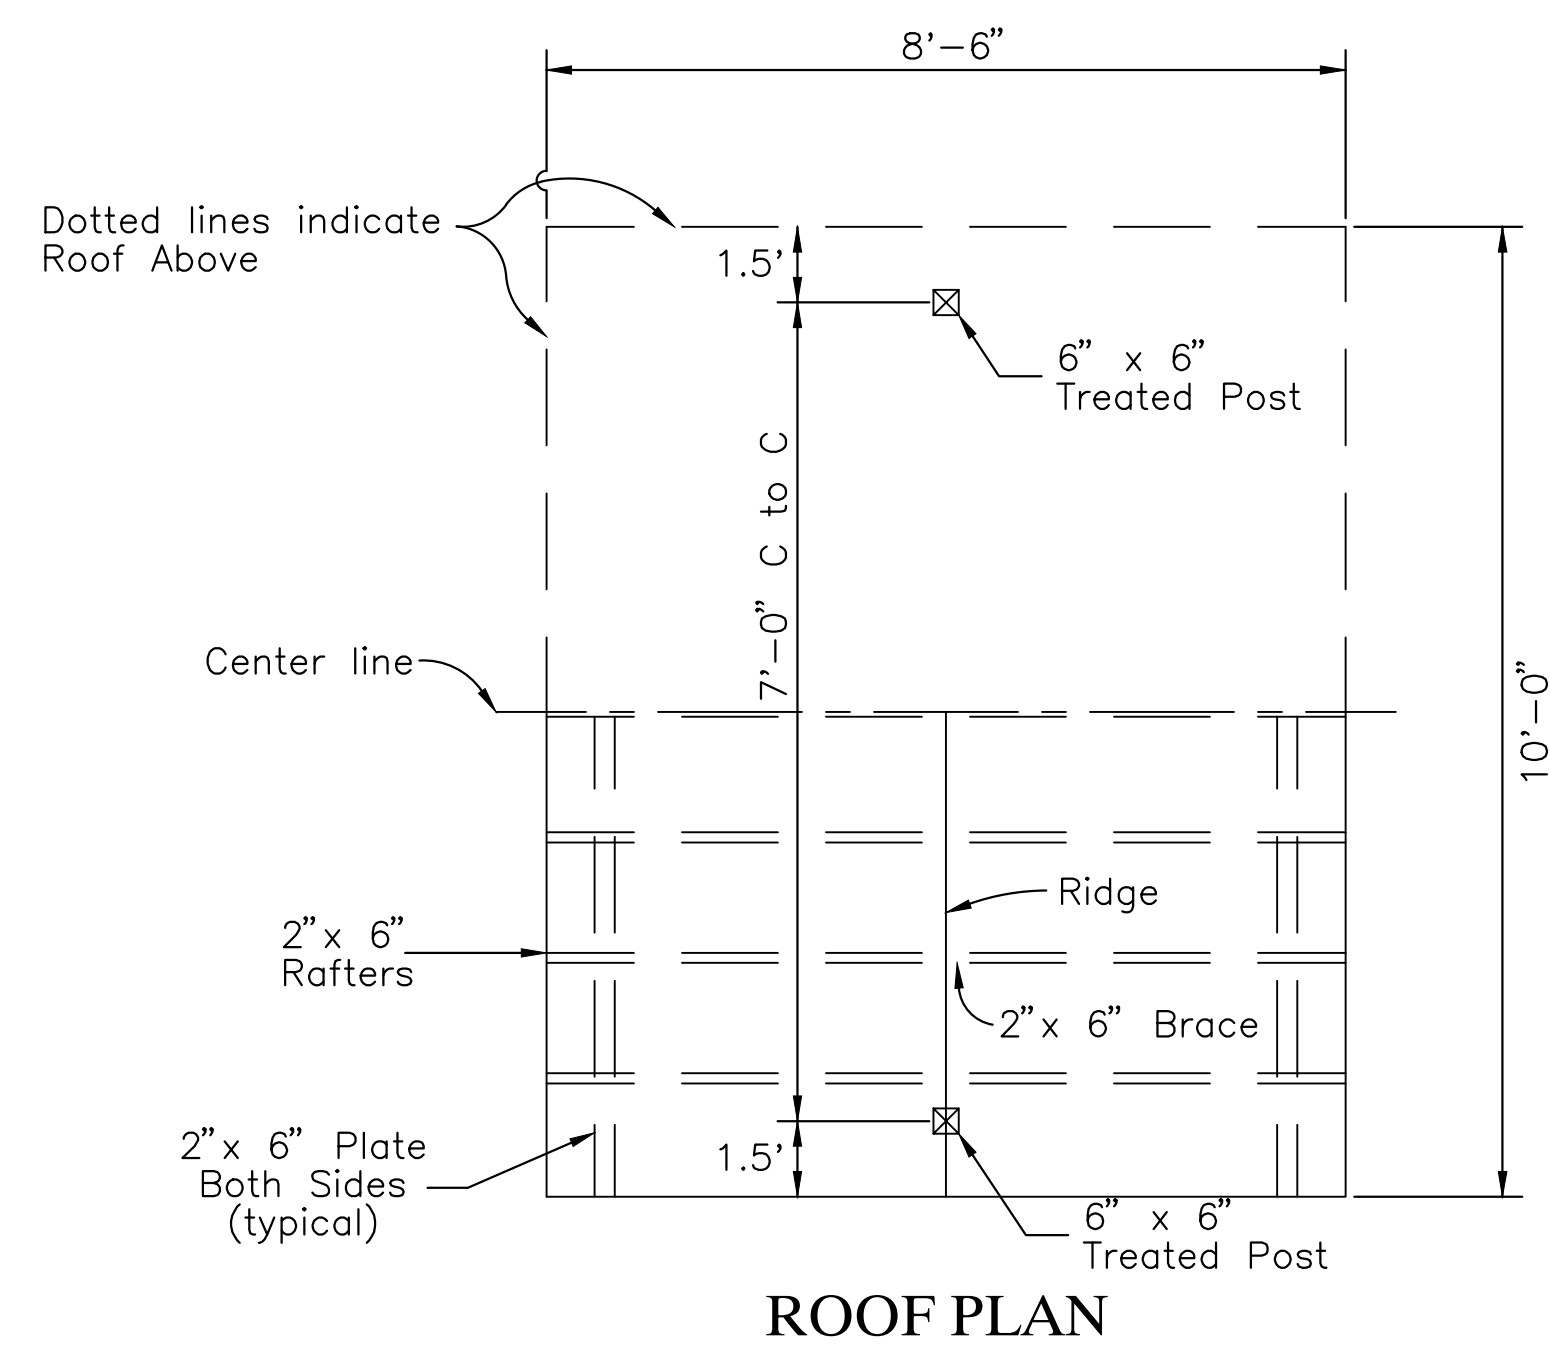 8’-6”
Dotted lines indicate
Roof Above
1.5’
6” x 6”
Treated Post
7’-0” C to C
Center line
10’-0”
Ridge
2”x 6”
Rafters
2”x 6” Brace
2”x 6” Plate
Both Sides
(typical)
1.5’
6” x 6”
Treated Post
ROOF PLAN